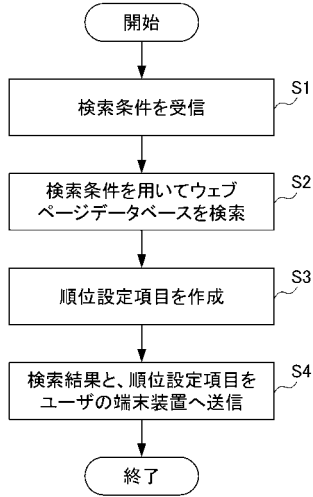 開始
検索条件を受信
S1
検索条件を用いてウェブ
ページデータベースを検索
S2
順位設定項目を作成
S3
検索結果と、順位設定項目を
ユーザの端末装置へ送信
S4
終了